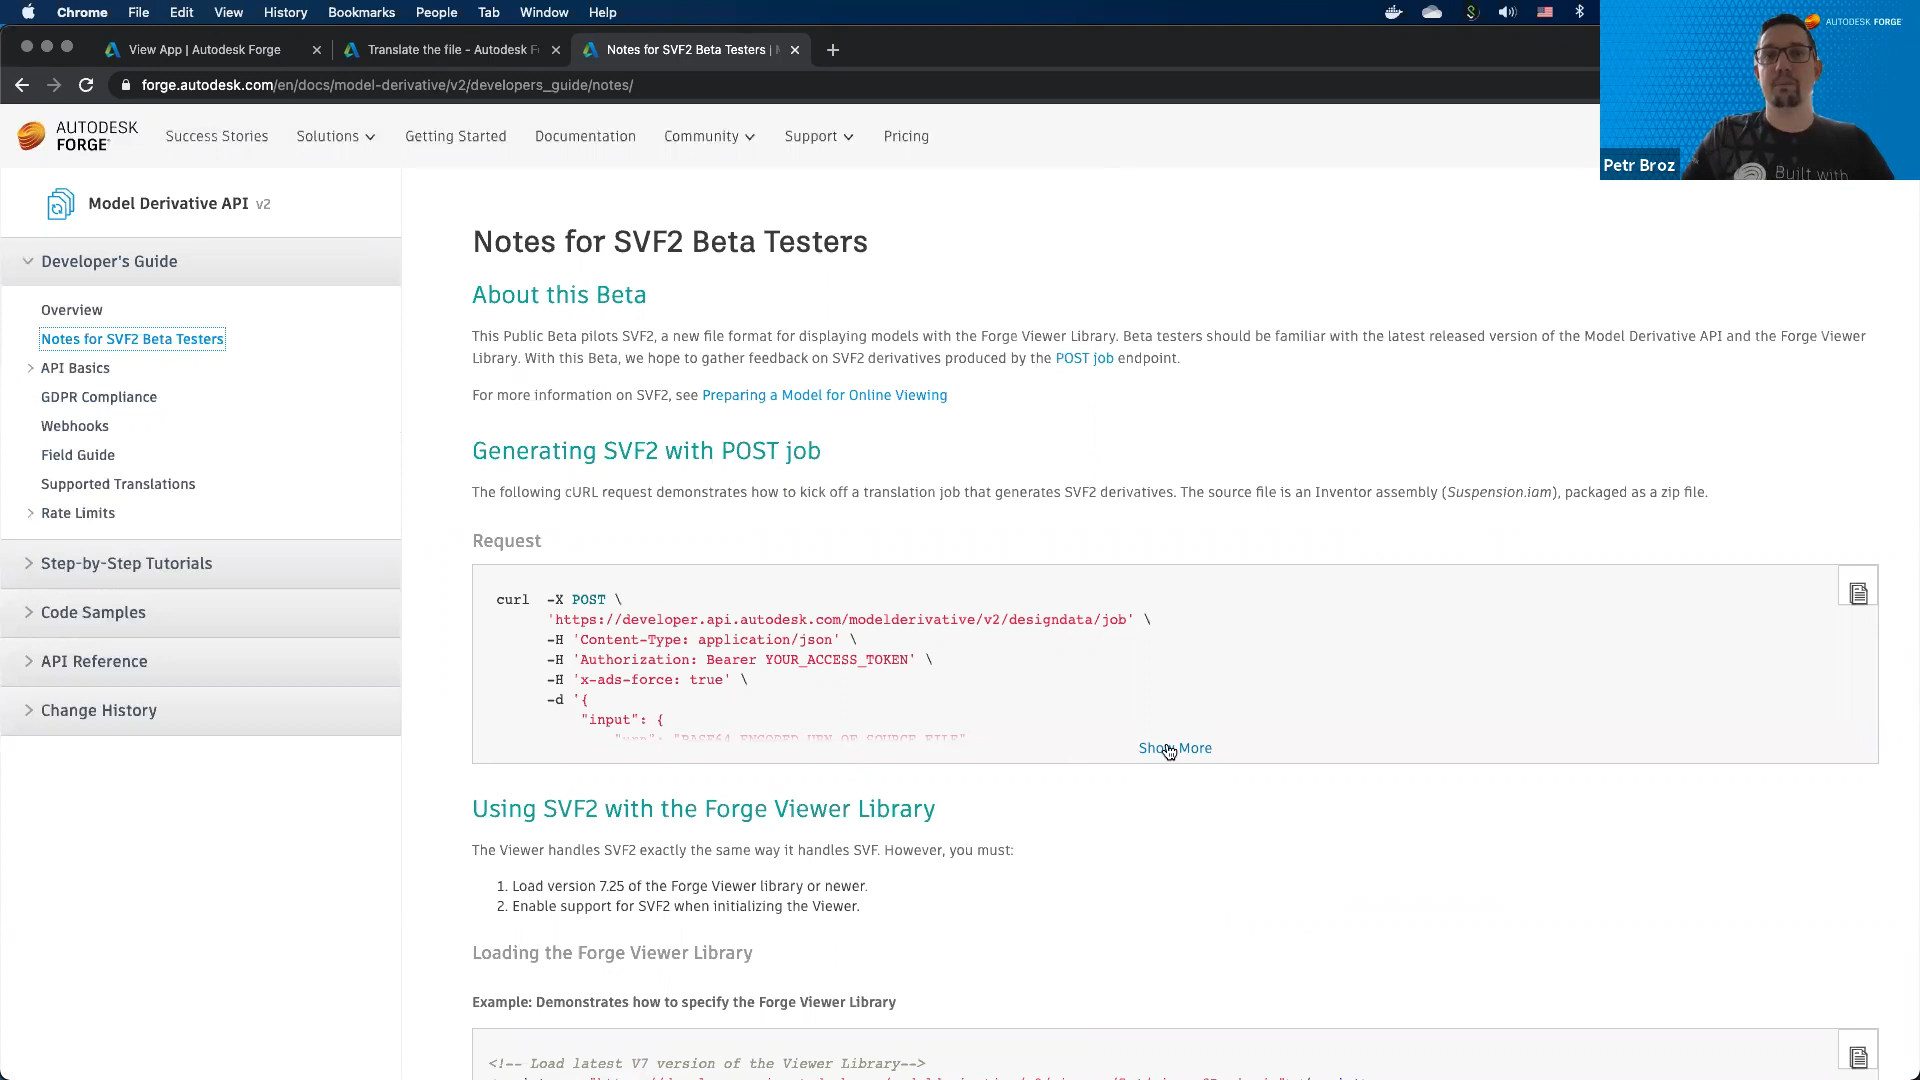 Chrome File Edit View History Bookmarks People Tab Window Help
View App | Autodesk Forge
Translate the file - Autodesk F
Notes for SVF2 Beta Testers |
forge.autodesk.com/en/docs/model-derivative/v2/developers_guide/notes/
AUTODESK FORGE
Petr Broz
Built with
AUTODESK
FORGE
Success Stories Solutions Getting Started Documentation Community Support Pricing
Model Derivative API v2
Developer's Guide
Overview
Notes for SVF2 Beta Testers
API Basics
GDPR Compliance
Webhooks
Field Guide
Supported Translations
Rate Limits
Step-by-Step Tutorials
Code Samples
API Reference
Change History
Notes for SVF2 Beta Testers
About this Beta
This Public Beta pilots SVF2, a new file format for displaying models with the Forge Viewer Library. Beta testers should be familiar with the latest released version of the Model Derivative API and the Forge Viewer
Library. With this Beta, we hope to gather feedback on SVF2 derivatives produced by the POST job endpoint.
For more information on SVF2, see Preparing a Model for Online Viewing
Generating SVF2 with POST job
The following cURL request demonstrates how to kick off a translation job that generates SVF2 derivatives. The source file is an Inventor assembly (Suspension.iam), packaged as a zip file.
Request
curl -X POST \
'https://developer.api.autodesk.com/modelderivative/v2/designdata/job' \
-H 'Content-Type: application/json' \
-H 'Authorization: Bearer YOUR_ACCESS_TOKEN' \
-H 'x-ads-force: true' \
-d '{
"input": {
"urn": "BASE64_ENCODED_URN_OF_SOURCE_FILE"
Show More
Using SVF2 with the Forge Viewer Library
The Viewer handles SVF2 exactly the same way it handles SVF. However, you must:
1. Load version 7.25 of the Forge Viewer library or newer.
2. Enable support for SVF2 when initializing the Viewer.
Loading the Forge Viewer Library
Example: Demonstrates how to specify the Forge Viewer Library
<!-- Load latest V7 version of the Viewer Library-->